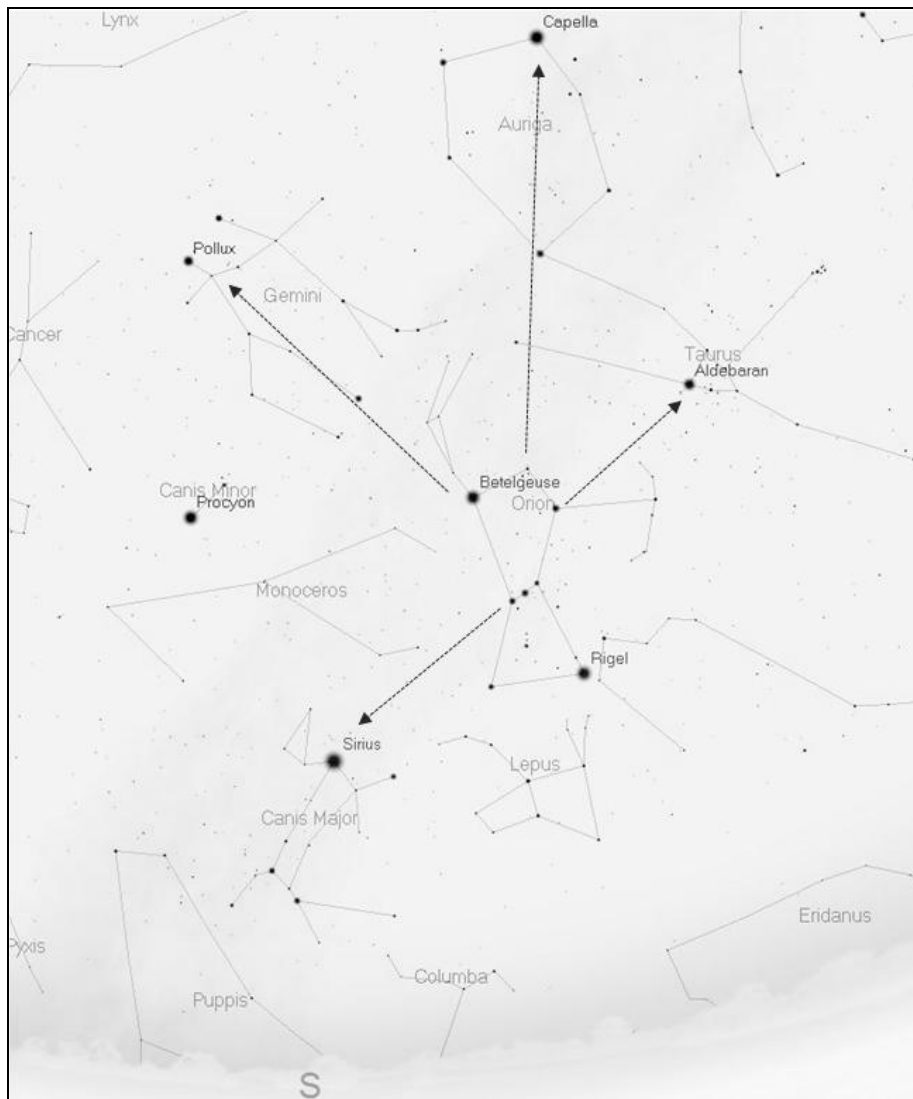 Lynx
Capella
Auriga
Pollux
Gemini
Cancer
Taurus
Aldebaran
Betelgeuse
Orion
Canis Minor
Procyon
Monoceros
Rigel
Sirius
Lepus
Canis Major
Eridanus
Pyxis
Columba
Puppis
S